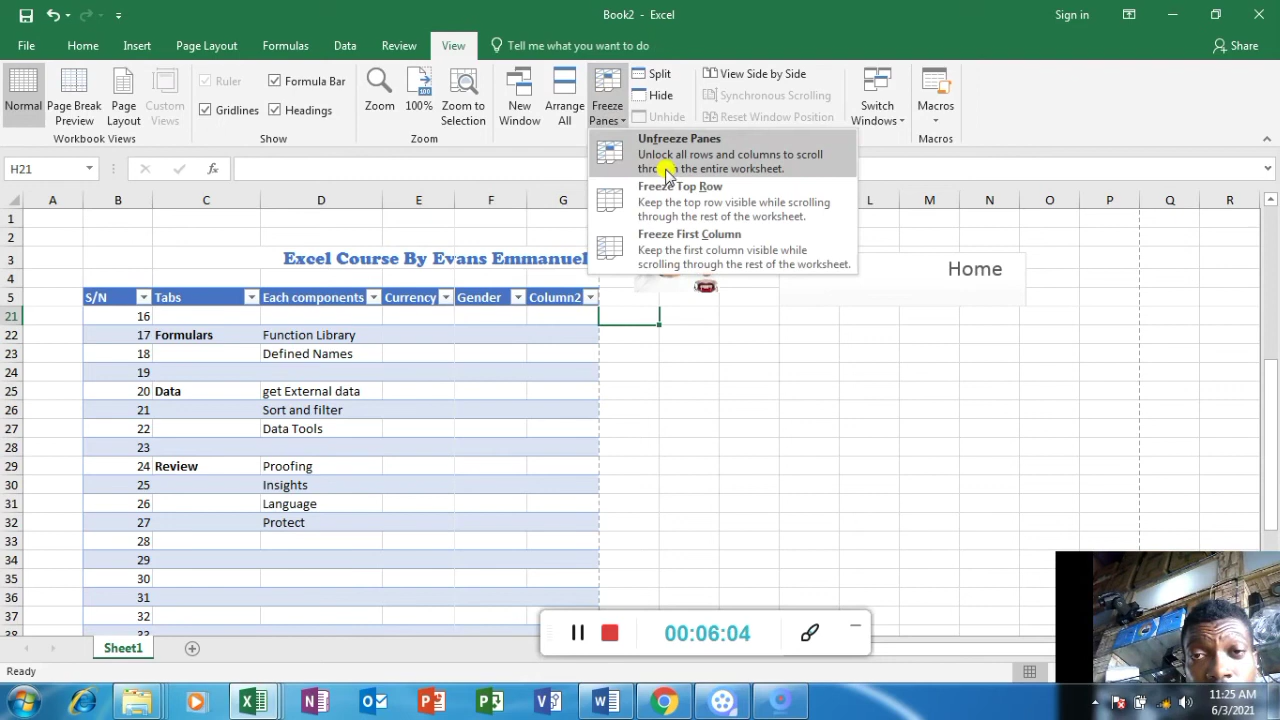 Book2 - Excel
Sign in
File Home Insert Page Layout Formulas Data Review View Tell me what you want to do Share
Normal
Page Break Preview
Page Layout
Custom Views
Workbook Views
Ruler
Formula Bar
Gridlines
Headings
Show
Zoom
100%
Zoom to Selection
Zoom
New Window
Arrange All
Freeze Panes
Split
Hide
Unhide
View Side by Side
Synchronous Scrolling
Reset Window Position
Switch Windows
Macros
Macros
Unfreeze Panes
Unlock all rows and columns to scroll
through the entire worksheet.
Freeze Top Row
Keep the top row visible while scrolling
through the rest of the worksheet.
Freeze First Column
Keep the first column visible while
scrolling through the rest of the worksheet.
H21
fx
A B C D E F G L M N O P Q R
1
2
3 Excel Course By Evans Emmanuel
Home
4
5 S/N Tabs Each components Currency Gender Column2
21 16
22 17 Formulars Function Library
23 18 Defined Names
24 19
25 20 Data get External data
26 21 Sort and filter
27 22 Data Tools
28 23
29 24 Review Proofing
30 25 Insights
31 26 Language
32 27 Protect
33 28
34 29
35 30
36 31
37 32
38 33
00:06:04
Sheet1
Ready
11:25 AM
6/3/2021